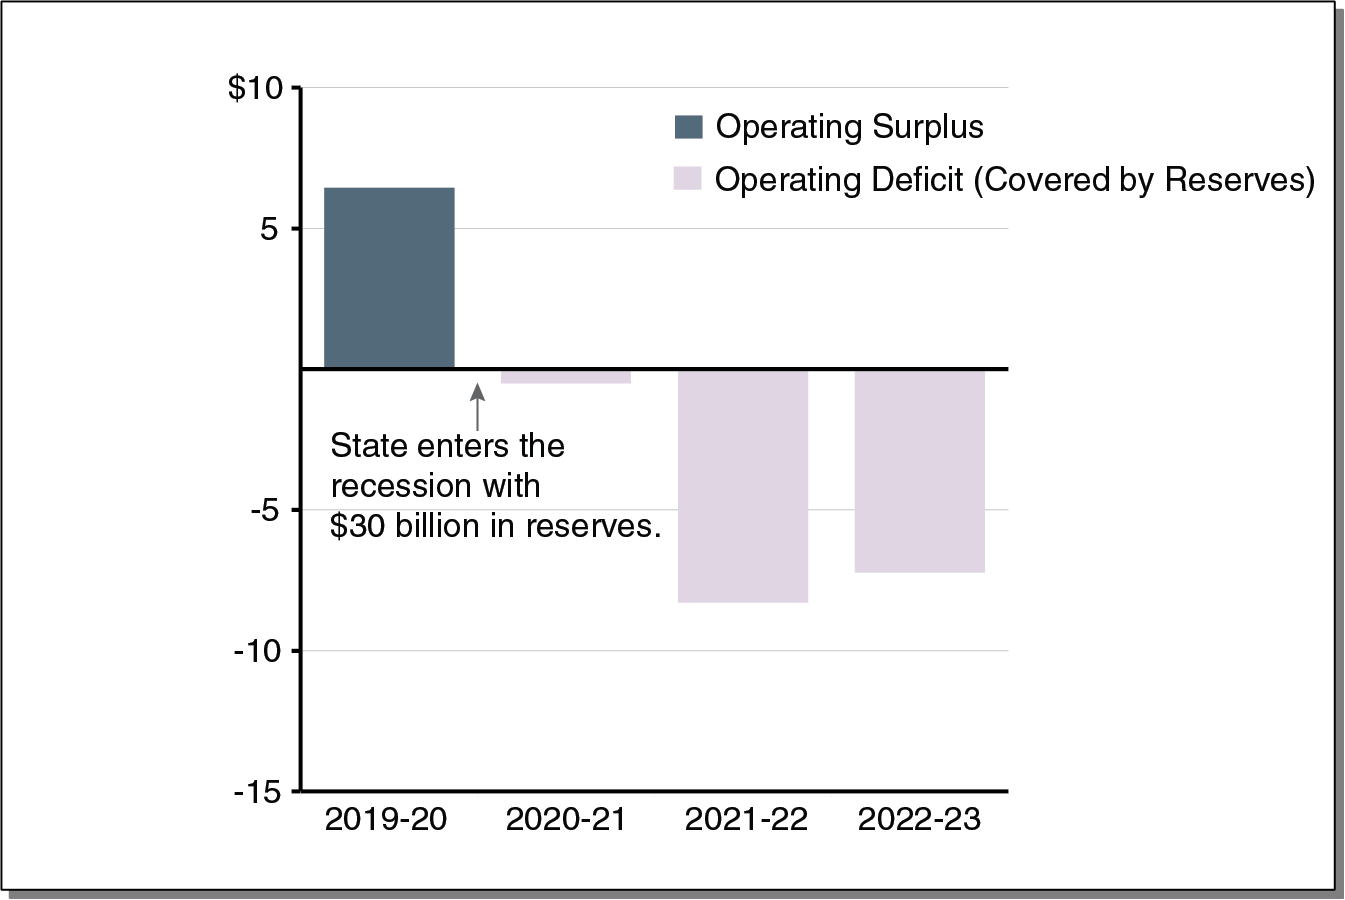 $10
Operating Surplus
Operating Deficit (Covered by Reserves)
5
State enters the
recession with
$30 billion in reserves.
-5
-10
-15
2019-20 2020-21 2021-22 2022-23